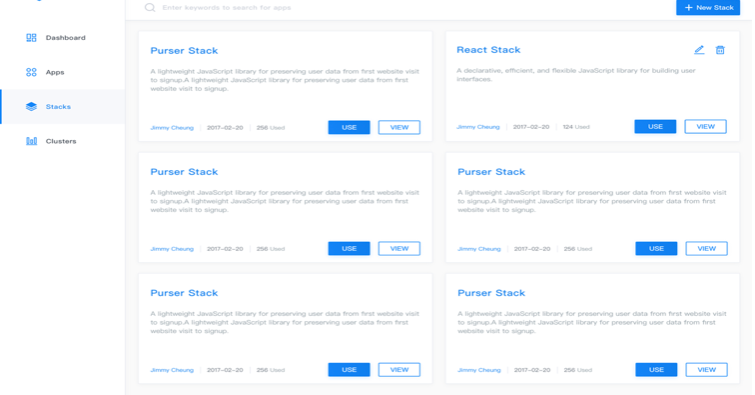 Enter keywords to search for apps
+ New Stack
Dashboard
Apps
Stacks
Clusters
Purser Stack
A lightweight JavaScript library for preserving user data from first website visit
to signup.A lightweight JavaScript library for preserving user data from first
website visit to signup.
Jimmy Cheung | 2017-02-20 | 256 Used
USE
VIEW
React Stack
A declarative, efficient, and flexible JavaScript library for building user
interfaces.
Jimmy Cheung | 2017-02-20 | 124 Used
USE
VIEW
Purser Stack
A lightweight JavaScript library for preserving user data from first website visit
to signup.A lightweight JavaScript library for preserving user data from first
website visit to signup.
Jimmy Cheung | 2017-02-20 | 256 Used
USE
VIEW
Purser Stack
A lightweight JavaScript library for preserving user data from first website visit
to signup.A lightweight JavaScript library for preserving user data from first
website visit to signup.
Jimmy Cheung | 2017-02-20 | 256 Used
USE
VIEW
Purser Stack
A lightweight JavaScript library for preserving user data from first website visit
to signup.A lightweight JavaScript library for preserving user data from first
website visit to signup.
Jimmy Cheung | 2017-02-20 | 256 Used
USE
VIEW
Purser Stack
A lightweight JavaScript library for preserving user data from first website visit
to signup.A lightweight JavaScript library for preserving user data from first
website visit to signup.
Jimmy Cheung | 2017-02-20 | 256 Used
USE
VIEW